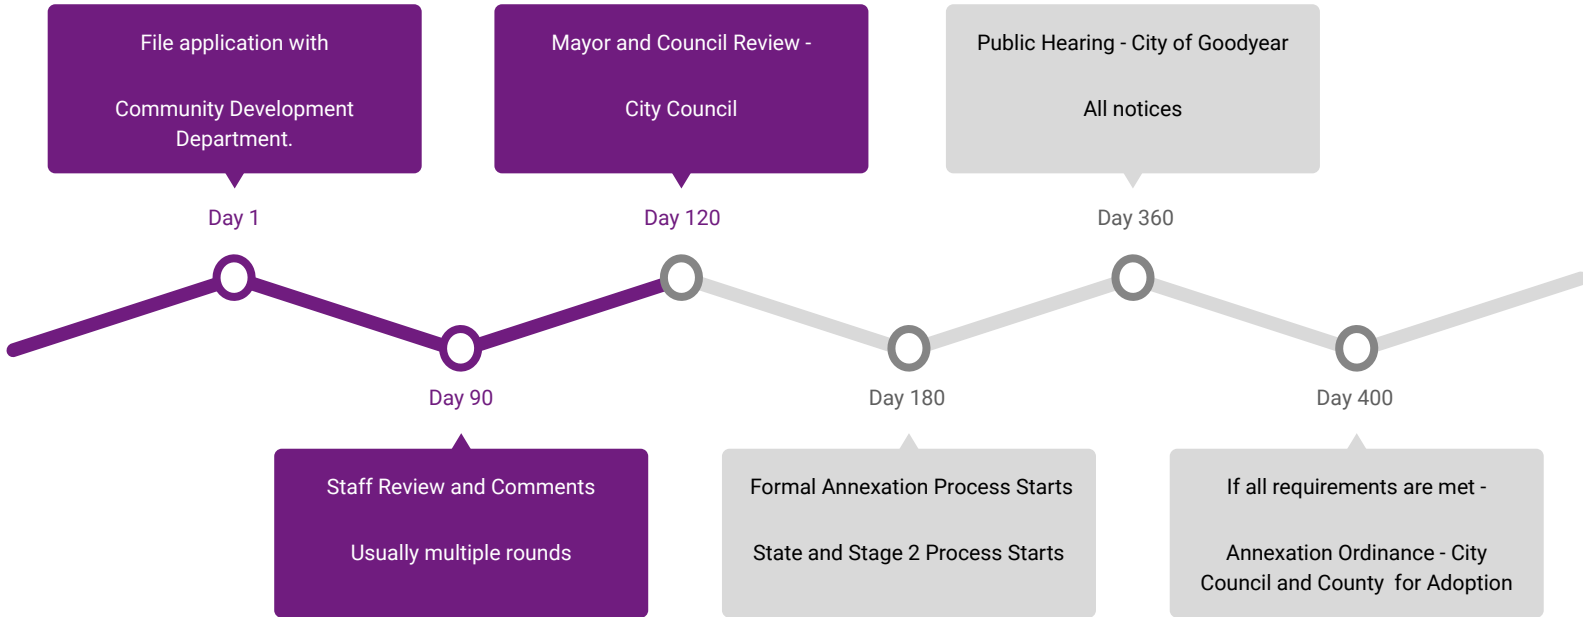 File application with
Community Development
Department.
Day 1
Staff Review and Comments
Usually multiple rounds
Day 90
Mayor and Council Review -
City Council
Day 120
Formal Annexation Process Starts
State and Stage 2 Process Starts
Day 180
Public Hearing - City of Goodyear
All notices
Day 360
If all requirements are met -
Annexation Ordinance - City
Council and County  for Adoption
Day 400